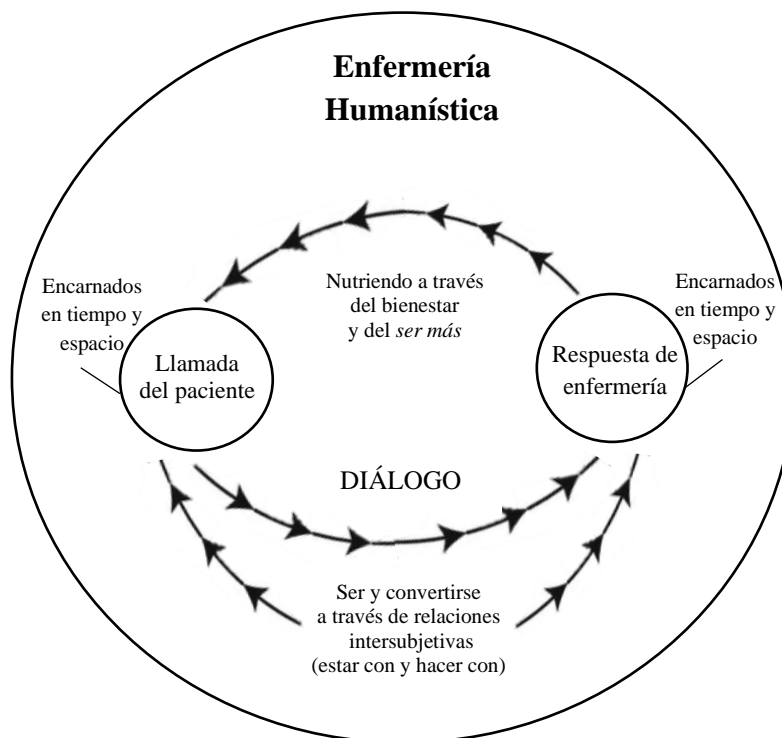 Enfermería
Humanística
Nutriendo a través
del bienestar
y del ser más
Encarnados
en tiempo y
espacio
Encarnados
en tiempo y
espacio
Llamada
del paciente
Respuesta de
enfermería
DIÁLOGO
Ser y convertirse
a través de relaciones
intersubjetivas
(estar con y hacer con)